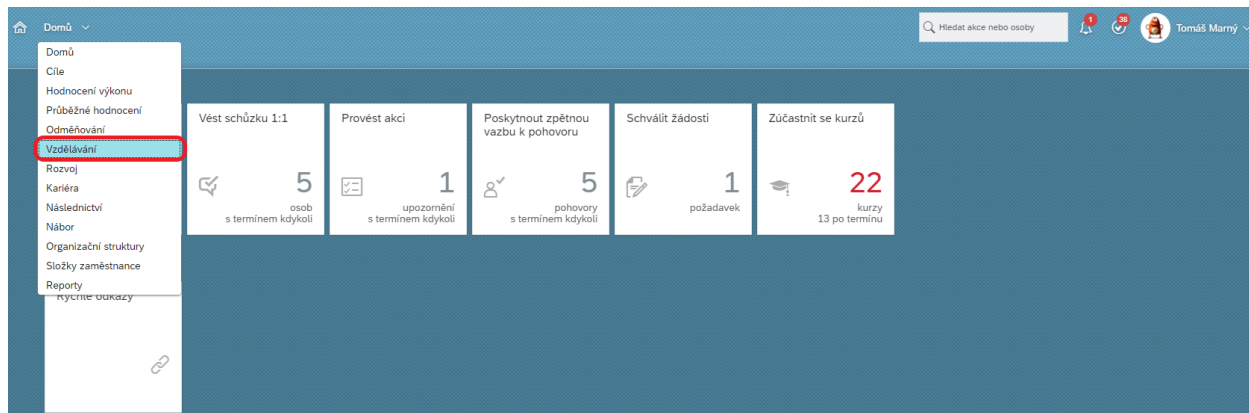 Domů
Hledat akce nebo osoby
1
38
Tomáš Marný
Domů
Cíle
Hodnocení výkonu
Průběžné hodnocení
Odměňování
Vzdělávání
Rozvoj
Kariéra
Následnictví
Nábor
Organizační struktury
Složky zaměstnance
Reporty
Vést schůzku 1:1
5
osob
s termínem kdykoli
Provést akci
1
upozornění
s termínem kdykoli
Poskytnout zpětnou
vazbu k pohovoru
5
pohovory
s termínem kdykoli
Schválit žádosti
1
požadavek
Zúčastnit se kurzů
22
kurzy
13 po termínu
Rychlé odkazy